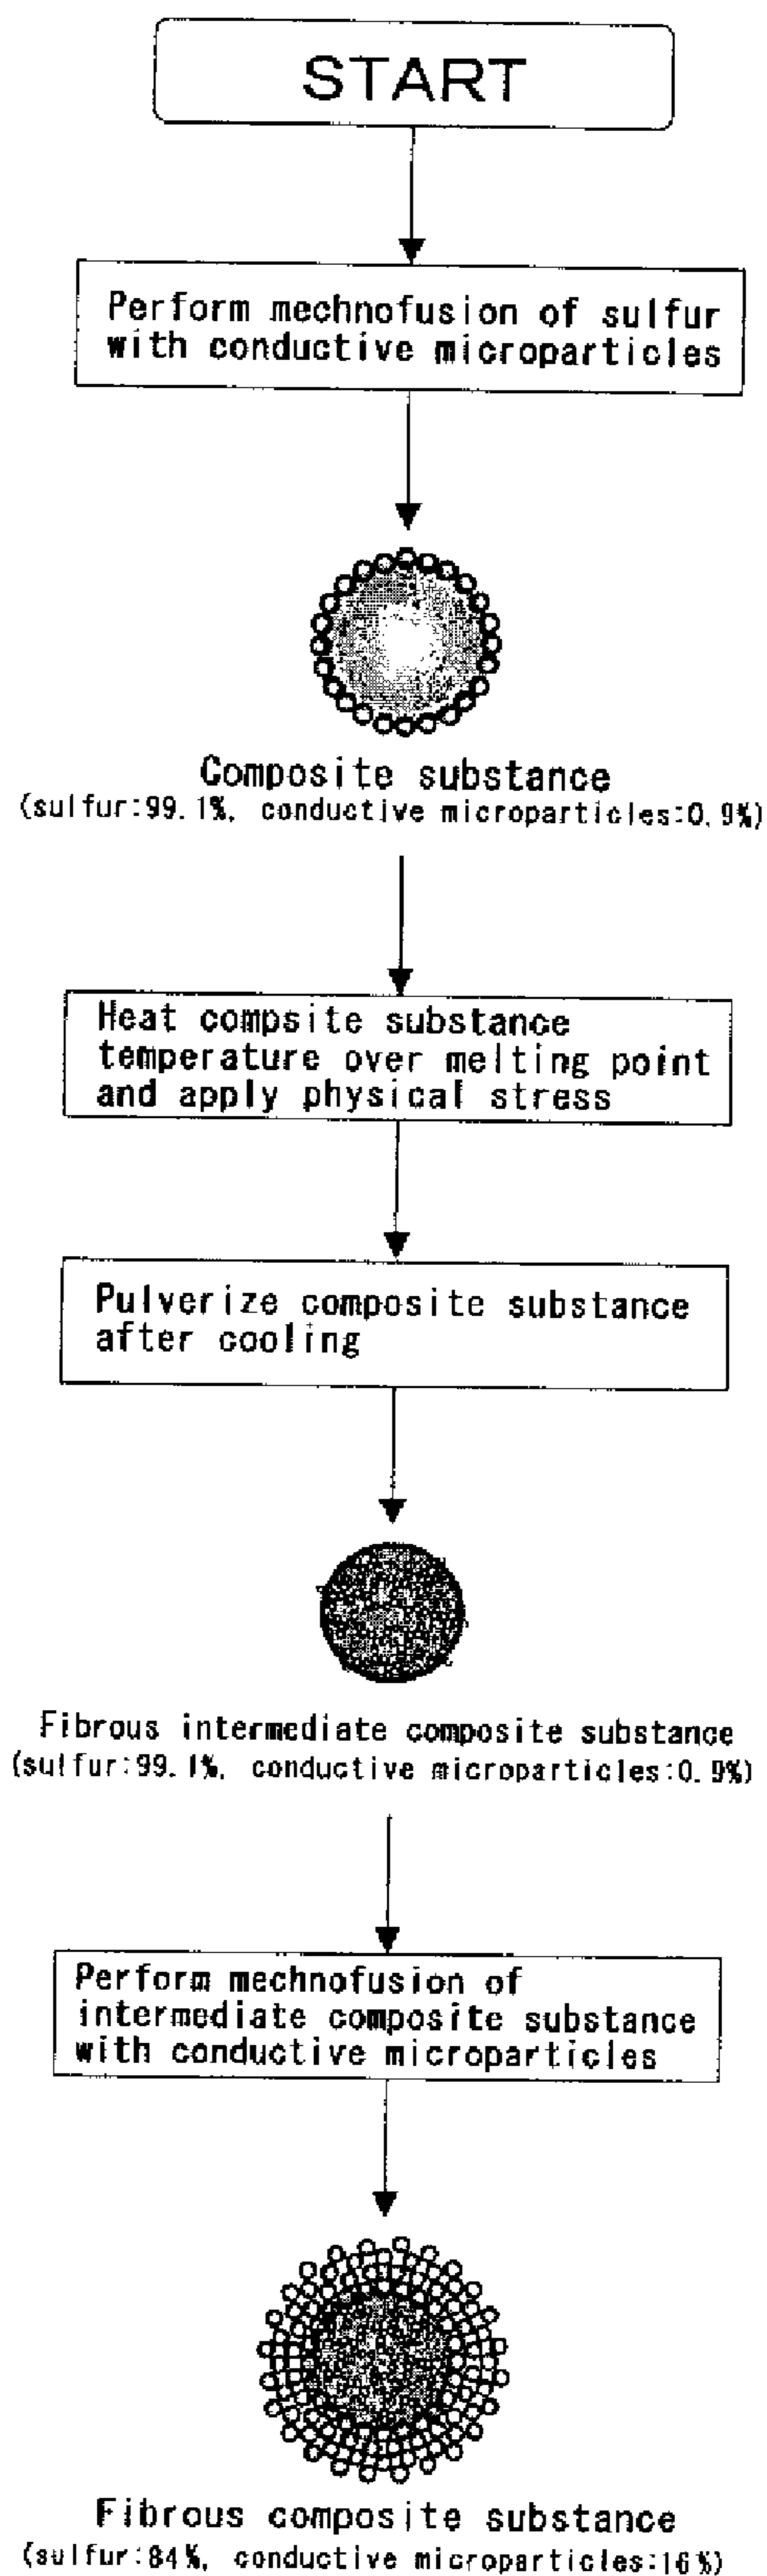 START
Perform mechnofusion of sulfur
with conductive microparticles
Composite substance
(sulfur:99.1%, conductive microparticles:0.9%)
Heat compsite substance
temperature over melting point
and apply physical stress
Pulverize composite substance
after cooling
Fibrous intermediate composite substance
(sulfur:99.1%, conductive microparticles:0.9%)
Perform mechnofusion of
intermediate composite substance
with conductive microparticles
Fibrous composite substance
(sulfur:84%, conductive microparticles:16%)